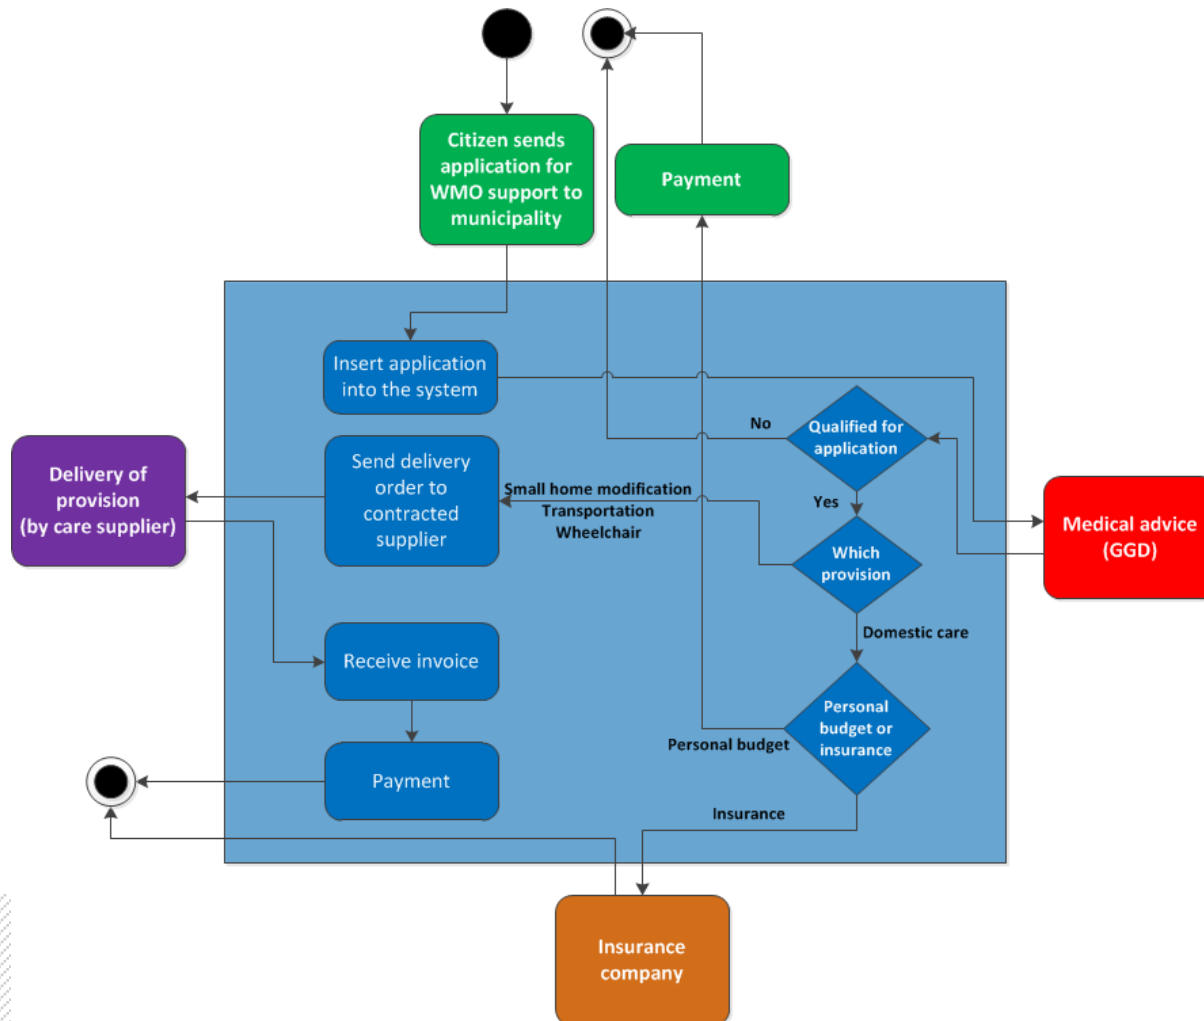 Citizen sends
application for
WMO support to
municipality
Payment
Insert application
into the system
No
Qualified for
application
Delivery of
provision
(by care supplier)
Send delivery
order to
contracted
supplier
Small home modification
Transportation
Wheelchair
Yes
Medical advice
(GGD)
Which
provision
Domestic care
Receive invoice
Personal
budget or
insurance
Personal budget
Payment
Insurance
Insurance
company